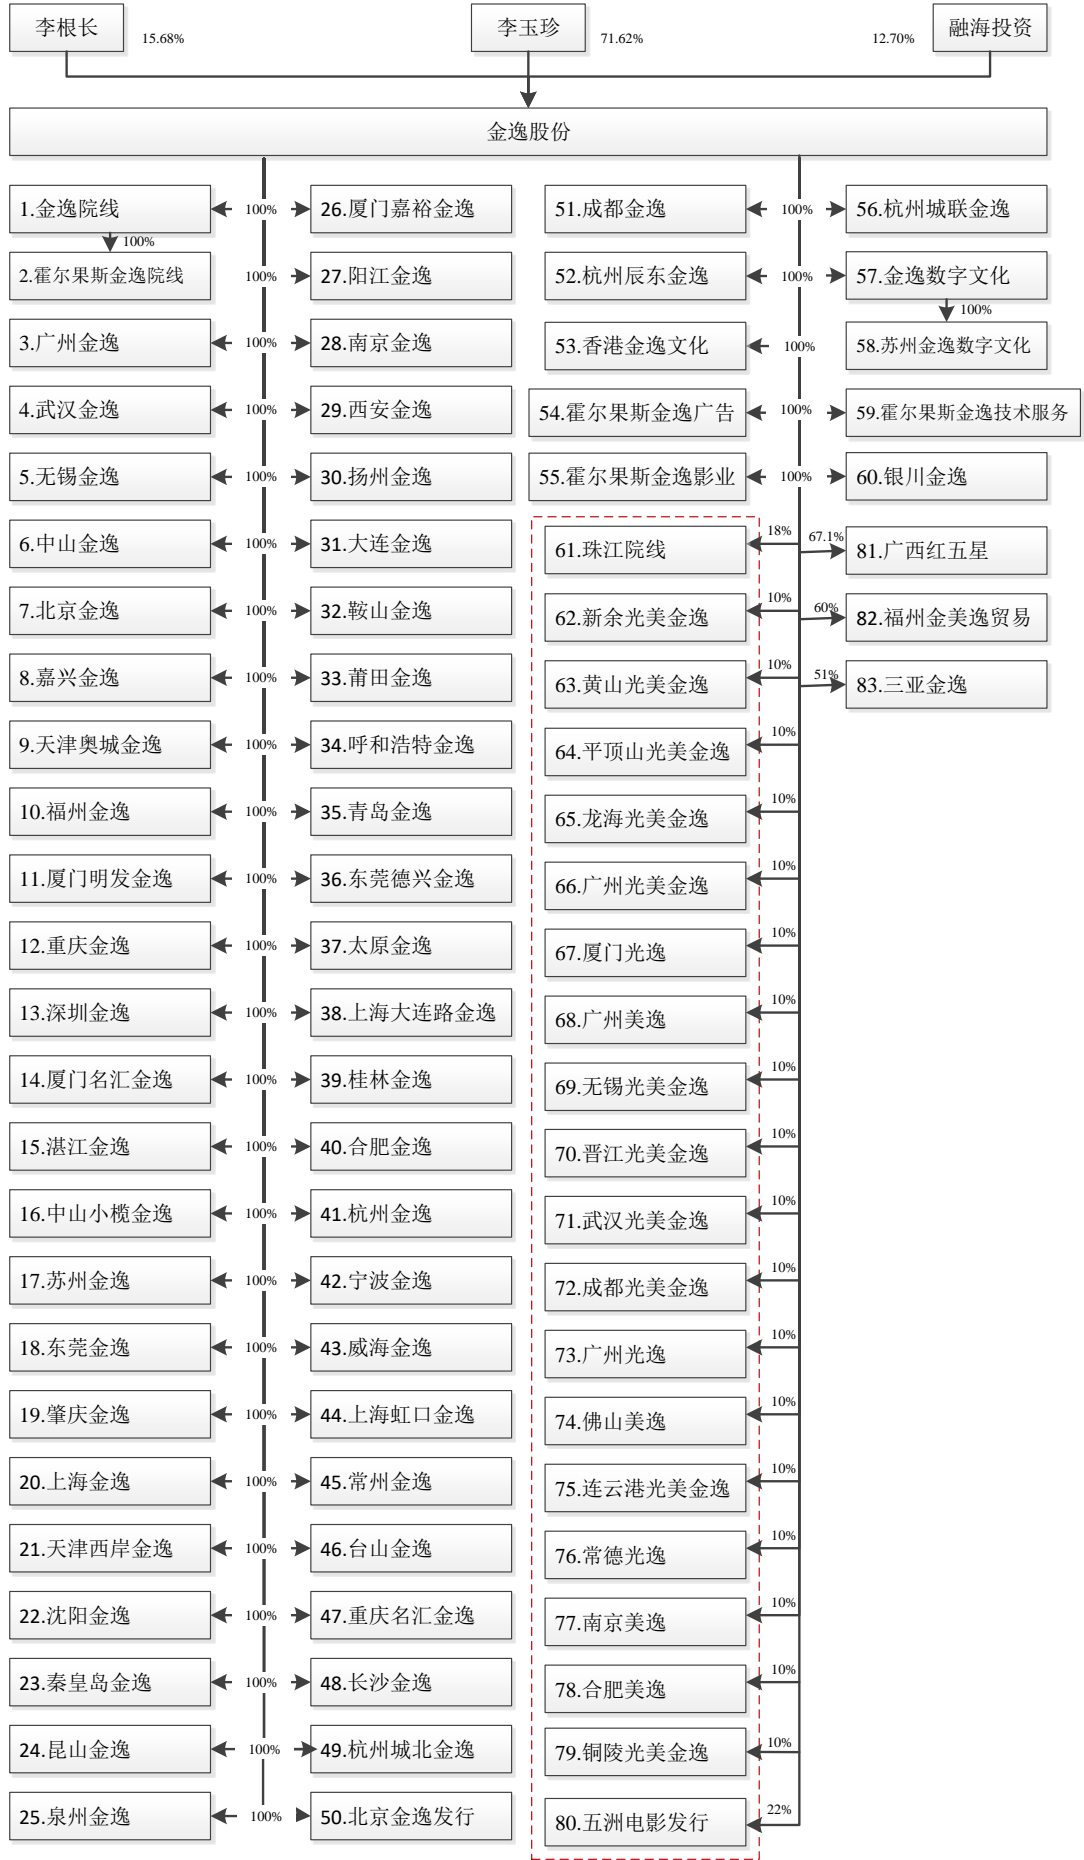 李根长 15.68% 李玉珍 71.62% 12.70% 融海投资
金逸股份
1.金逸院线 100% 26.厦门嘉裕金逸 51.成都金逸 100% 56.杭州城联金逸
100%
2.霍尔果斯金逸院线 100% 27.阳江金逸 52.杭州辰东金逸 100% 57.金逸数字文化
100%
3.广州金逸 100% 28.南京金逸 53.香港金逸文化 100% 58.苏州金逸数字文化
4.武汉金逸 100% 29.西安金逸 54.霍尔果斯金逸广告 100% 59.霍尔果斯金逸技术服务
5.无锡金逸 100% 30.扬州金逸 55.霍尔果斯金逸影业 100% 60.银川金逸
6.中山金逸 100% 31.大连金逸 61.珠江院线 18% 67.1% 81.广西红五星
7.北京金逸 100% 32.鞍山金逸 62.新余光美金逸 10% 60% 82.福州金美逸贸易
8.嘉兴金逸 100% 33.莆田金逸 63.黄山光美金逸 10% 51% 83.三亚金逸
9.天津奥城金逸 100% 34.呼和浩特金逸 64.平顶山光美金逸 10%
10.福州金逸 100% 35.青岛金逸 65.龙海光美金逸 10%
11.厦门明发金逸 100% 36.东莞德兴金逸 66.广州光美金逸 10%
12.重庆金逸 100% 37.太原金逸 67.厦门光逸 10%
13.深圳金逸 100% 38.上海大连路金逸 68.广州美逸 10%
14.厦门名汇金逸 100% 39.桂林金逸 69.无锡光美金逸 10%
15.湛江金逸 100% 40.合肥金逸 70.晋江光美金逸 10%
16.中山小榄金逸 100% 41.杭州金逸 71.武汉光美金逸 10%
17.苏州金逸 100% 42.宁波金逸 72.成都光美金逸 10%
18.东莞金逸 100% 43.威海金逸 73.广州光逸 10%
19.肇庆金逸 100% 44.上海虹口金逸 74.佛山美逸 10%
20.上海金逸 100% 45.常州金逸 75.连云港光美金逸 10%
21.天津西岸金逸 100% 46.台山金逸 76.常德光逸 10%
22.沈阳金逸 100% 47.重庆名汇金逸 77.南京美逸 10%
23.秦皇岛金逸 100% 48.长沙金逸 78.合肥美逸 10%
24.昆山金逸 100% 49.杭州城北金逸 79.铜陵光美金逸 10%
25.泉州金逸 100% 50.北京金逸发行 80.五洲电影发行 22%